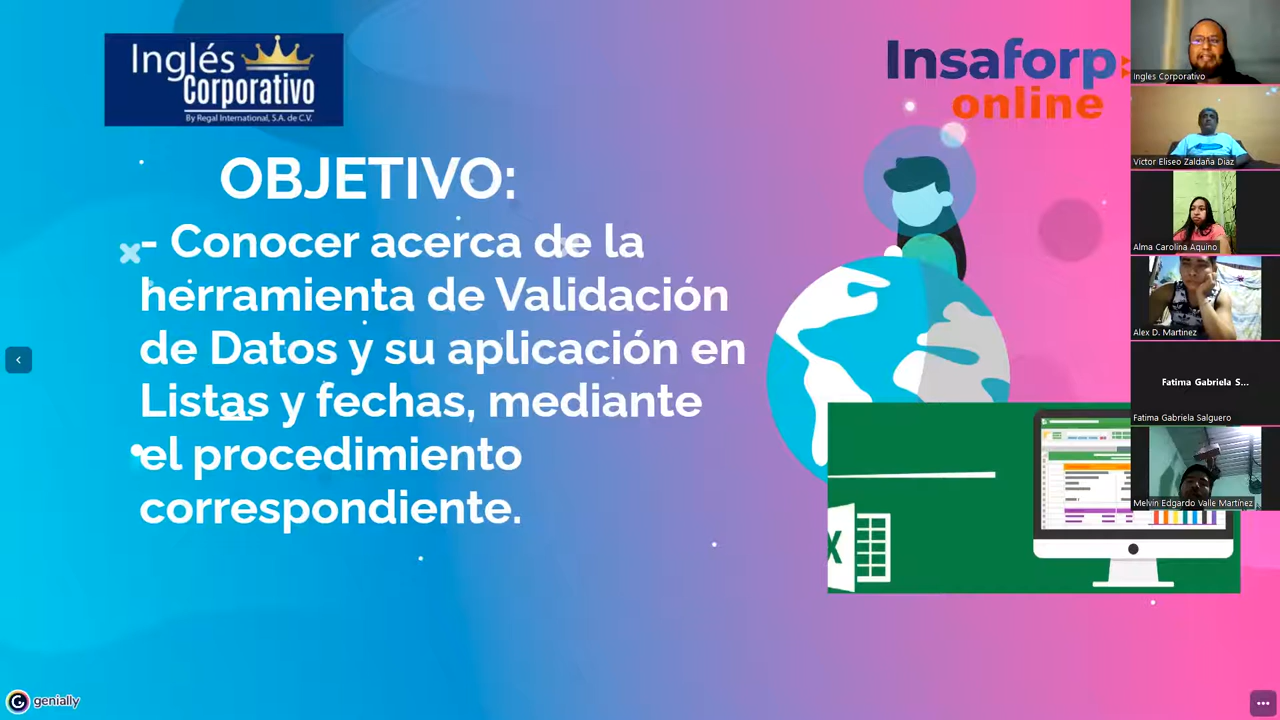 Inglés
Corporativo
By Regal International, S.A. de C.V.
Insaforp
online
OBJETIVO:
- Conocer acerca de la
herramienta de Validación
de Datos y su aplicación en
Listas y fechas, mediante
el procedimiento
correspondiente.
X
genially
Ingles Corporativo
Victor Eliseo Zaldaña Diaz
Alma Carolina Aquino
Alex D. Martinez
Fatima Gabriela S...
Fatima Gabriela Salguero
Melvin Edgardo Valle Martínez